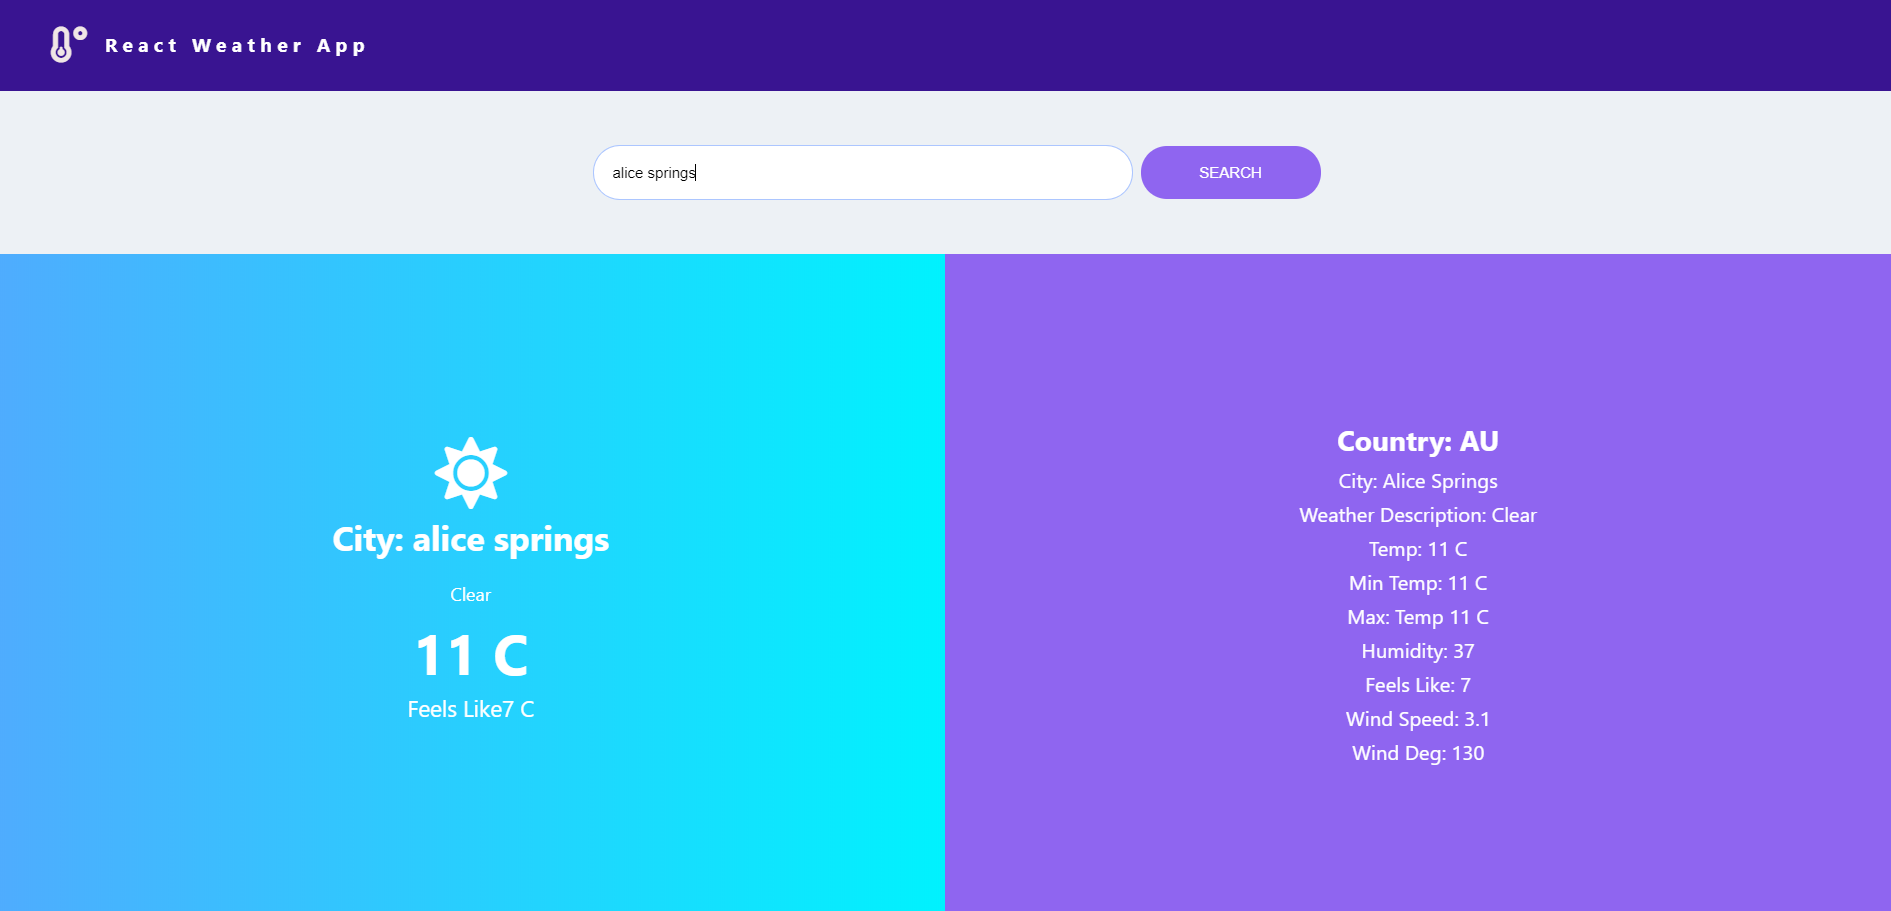 React Weather App
alice springs
SEARCH
City: alice springs
Clear
11 C
Feels Like7 C
Country: AU
City: Alice Springs
Weather Description: Clear
Temp: 11 C
Min Temp: 11 C
Max: Temp 11 C
Humidity: 37
Feels Like: 7
Wind Speed: 3.1
Wind Deg: 130